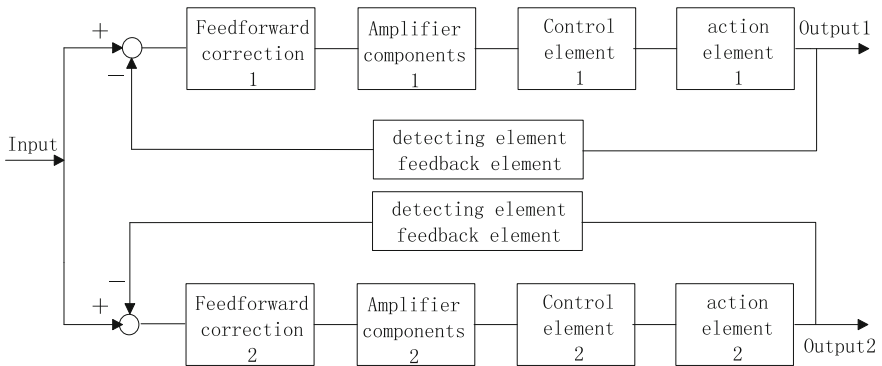 +
−
Feedforward
correction
1
Amplifier
components
1
Control
element
1
action
element
1
Output1
detecting element
feedback element
Input
detecting element
feedback element
−
+
Feedforward
correction
2
Amplifier
components
2
Control
element
2
action
element
2
Output2